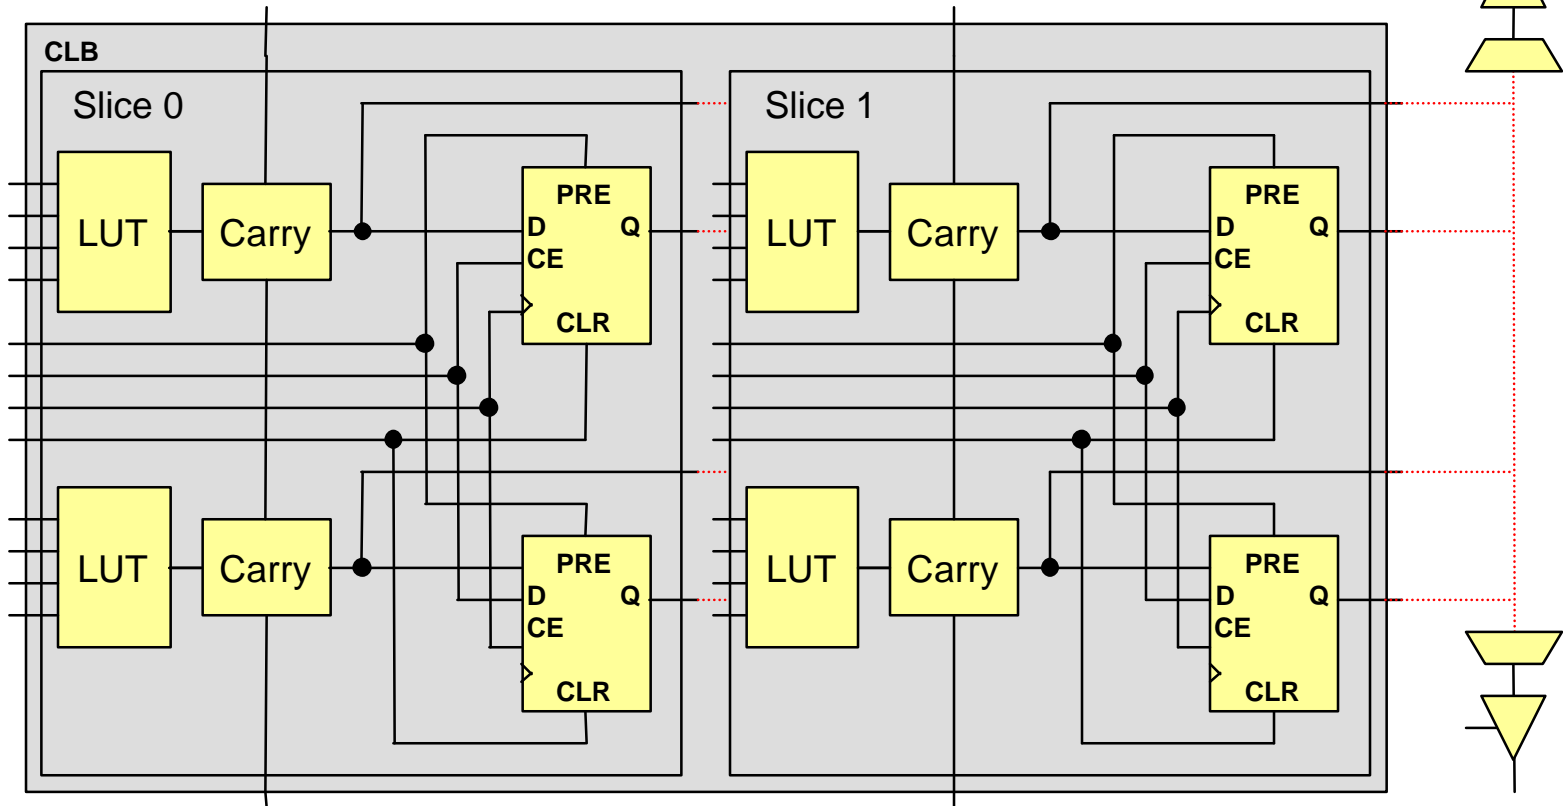 CLB
Slice 0
LUT
Carry
PRE
D
Q
CE
CLR
LUT
Carry
PRE
D
Q
CE
CLR
Slice 1
LUT
Carry
PRE
D
Q
CE
CLR
LUT
Carry
PRE
D
Q
CE
CLR